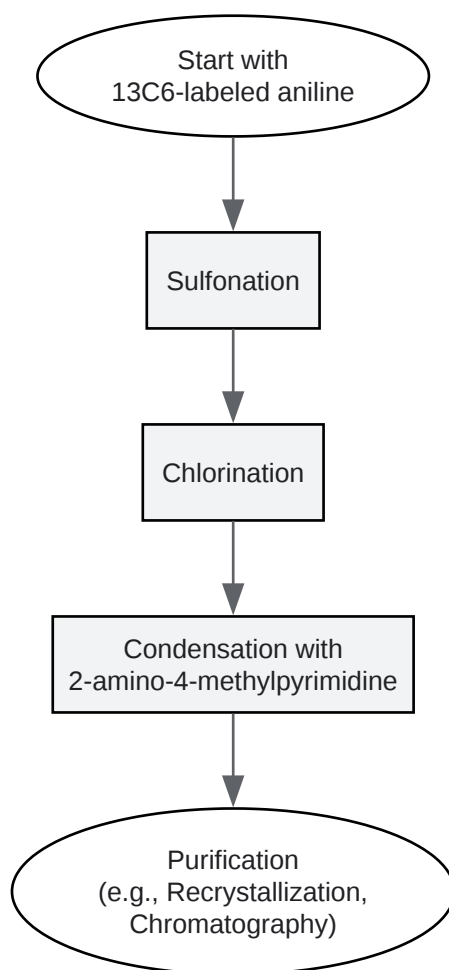 Start with
13C6-labeled aniline
Sulfonation
Chlorination
Condensation with
2-amino-4-methylpyrimidine
Purification
(e.g., Recrystallization,
Chromatography)